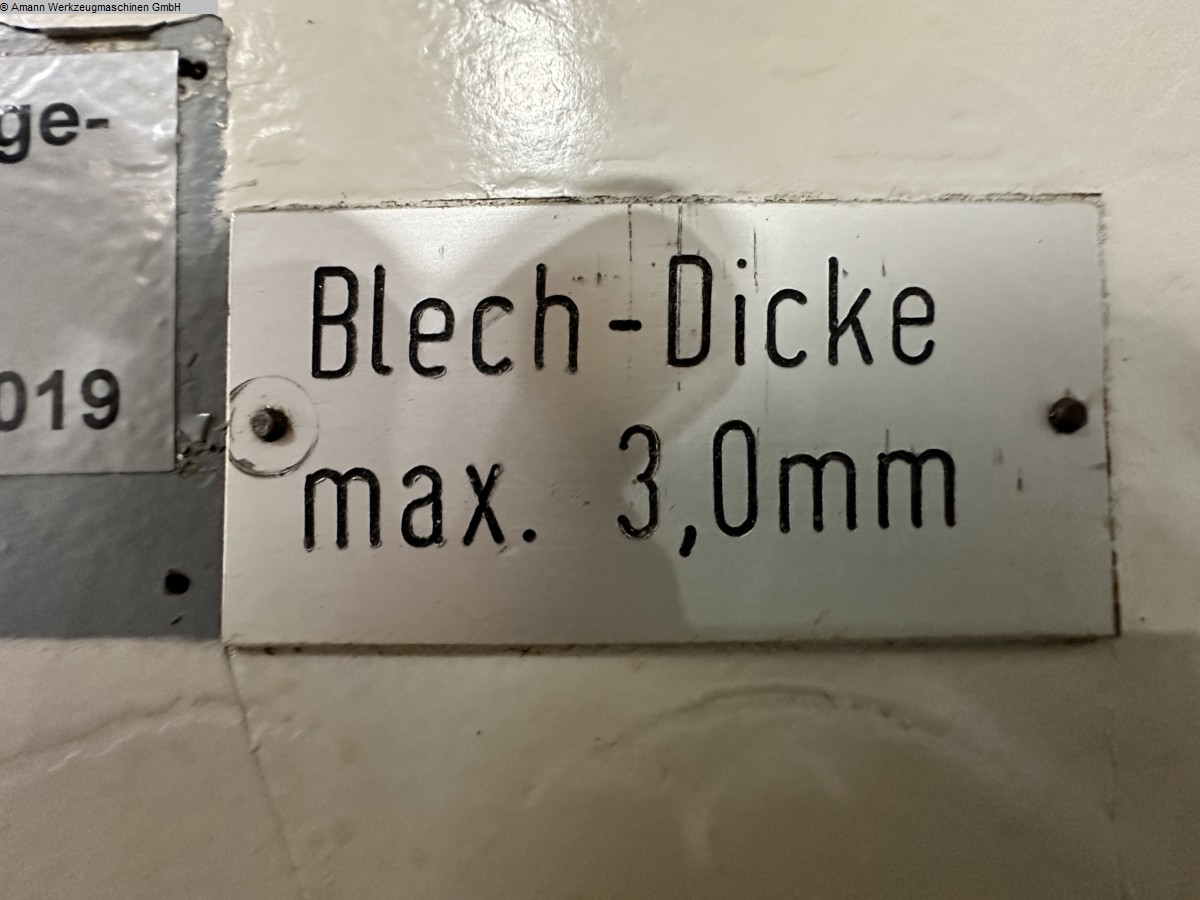 © Amann Werkzeugmaschinen GmbH
ge-
019
Blech-Dicke
max. 3,0mm